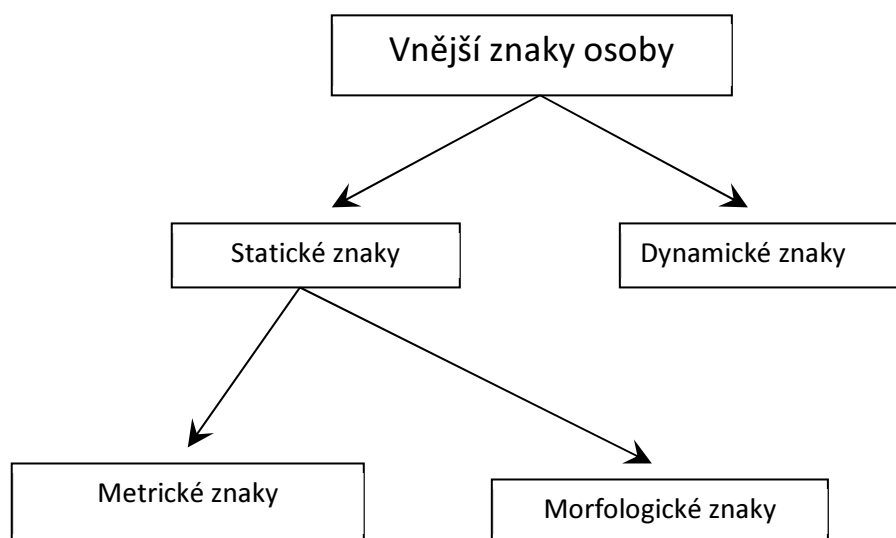 Vnější znaky osoby
Statické znaky
Dynamické znaky
Metrické znaky
Morfologické znaky